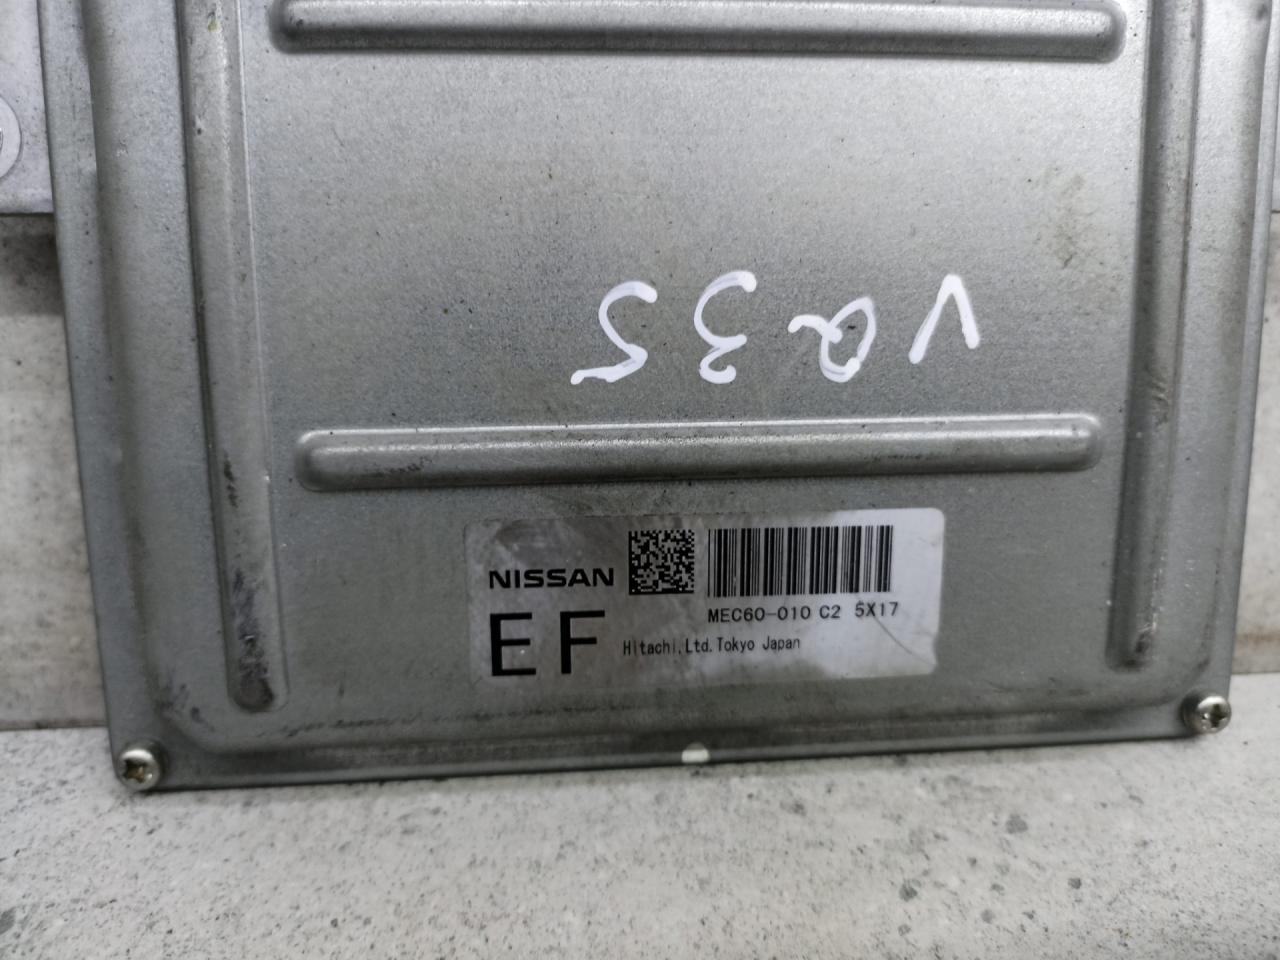 VQ35
NISSAN
MEC60-010 C2 5X17
EF
Hitachi,Ltd.Tokyo Japan